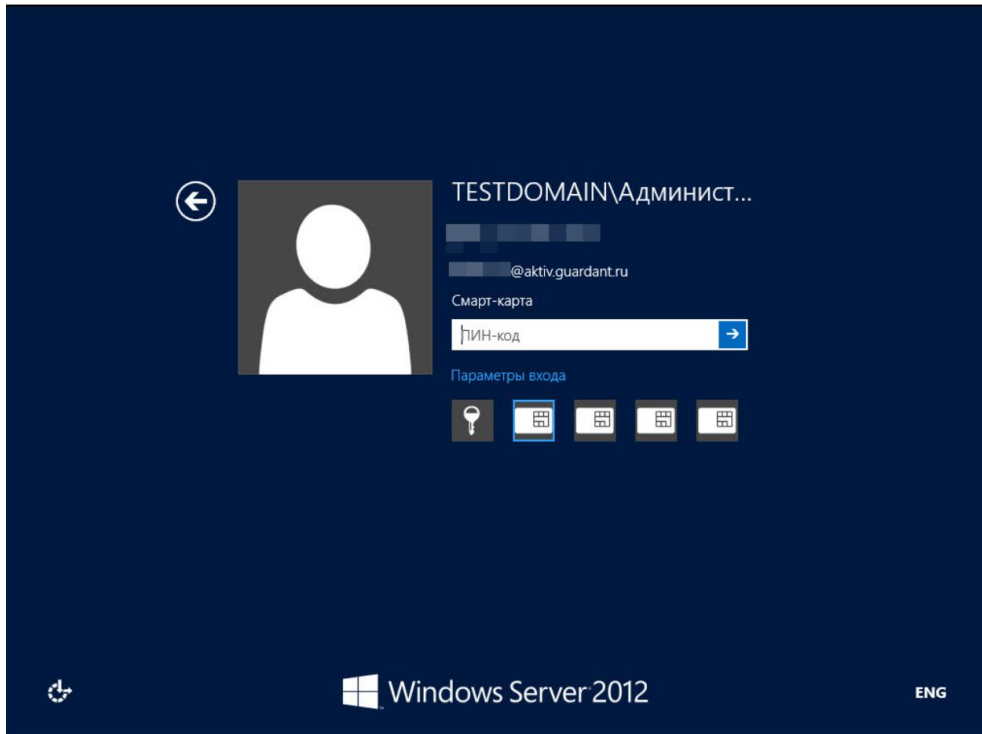 TESTDOMAIN\Админист...
@aktiv.guardant.ru
Смарт-карта
ПИН-код
Параметры входа
Windows Server 2012
ENG